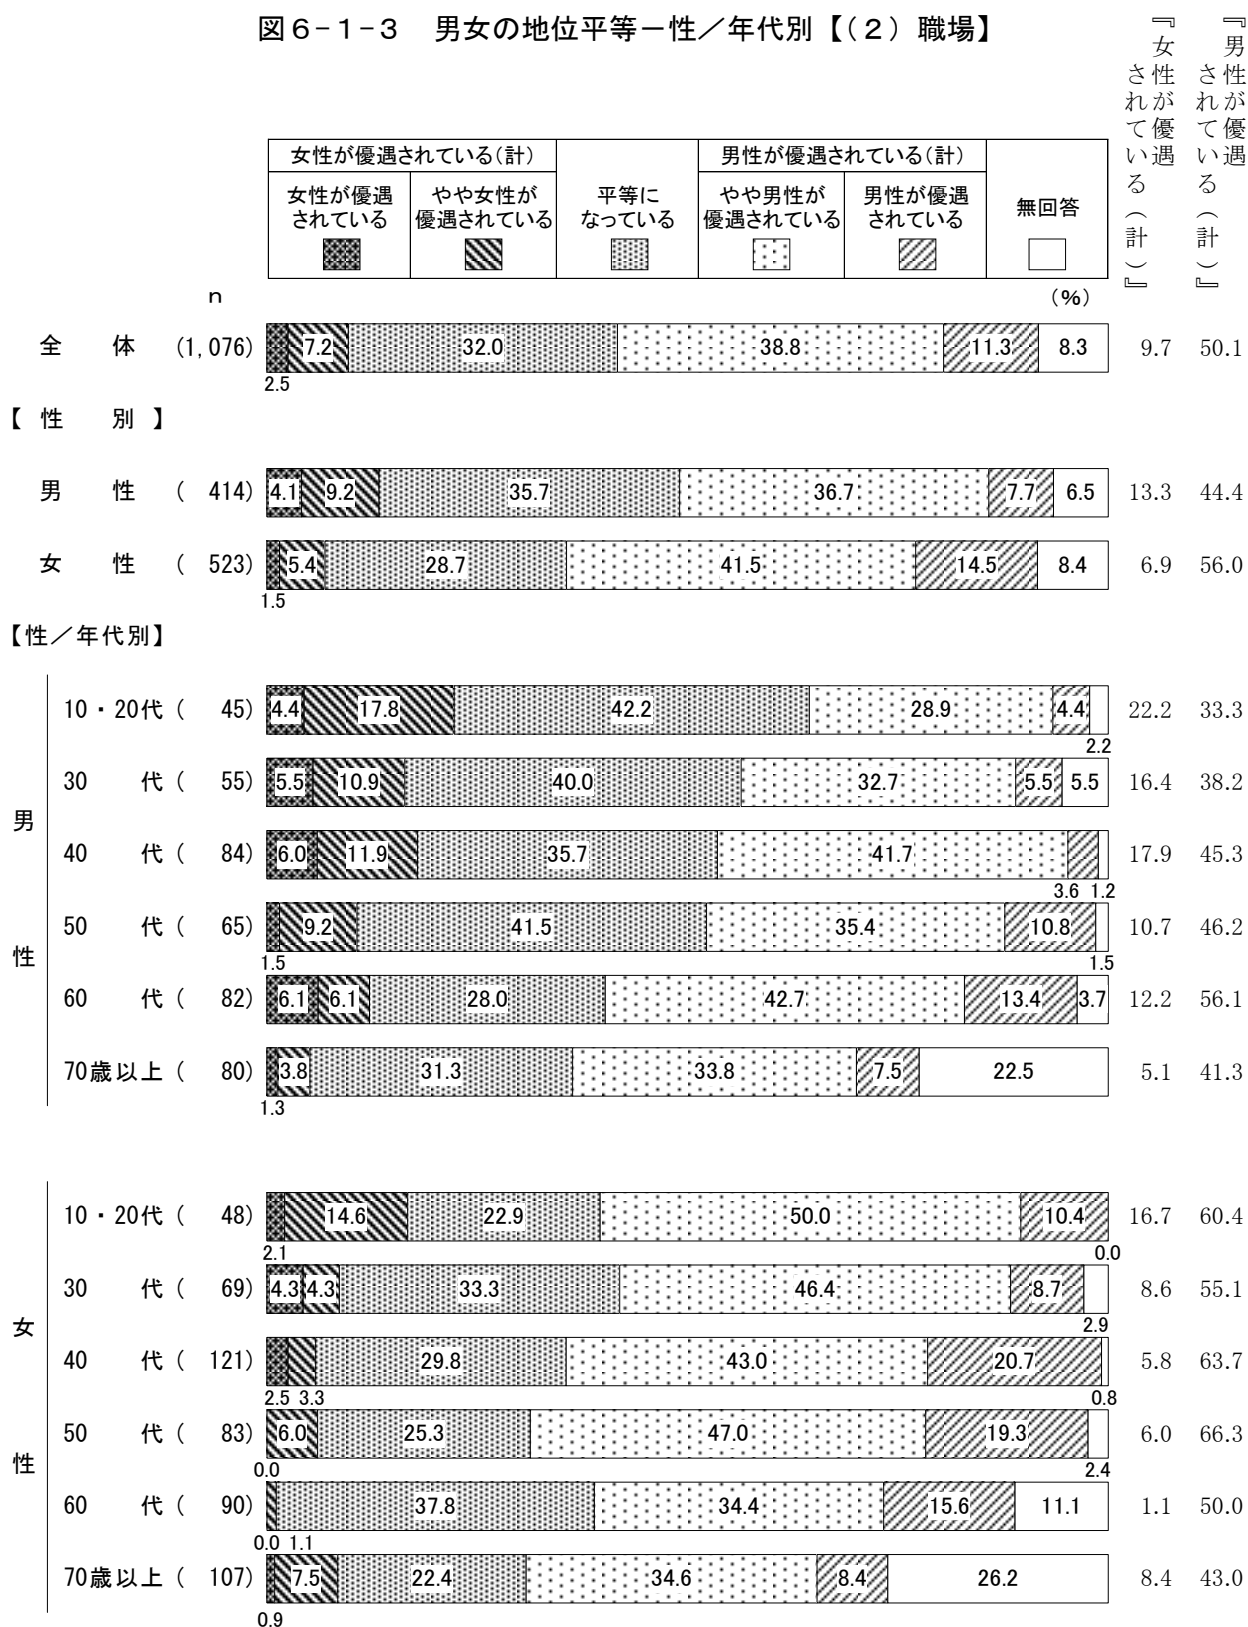 図6-1-3 男女の地位平等－性／年代別【(2) 職場】
『女性が優遇されている(計)』
『男性が優遇されている(計)』
女性が優遇されている(計) 男性が優遇されている(計)
女性が優遇されている やや女性が優遇されている 平等になっている やや男性が優遇されている 男性が優遇されている 無回答
n (%)
全体 (1,076) 7.2 32.0 38.8 11.3 8.3 9.7 50.1
2.5
【性別】
男性 (414) 4.1 9.2 35.7 36.7 7.7 6.5 13.3 44.4
女性 (523) 5.4 28.7 41.5 14.5 8.4 6.9 56.0
1.5
【性／年代別】
男性
10・20代 (45) 4.4 17.8 42.2 28.9 4.4 22.2 33.3
2.2
30代 (55) 5.5 10.9 40.0 32.7 5.5 5.5 16.4 38.2
40代 (84) 6.0 11.9 35.7 41.7 17.9 45.3
3.6 1.2
50代 (65) 9.2 41.5 35.4 10.8 10.7 46.2
1.5 1.5
60代 (82) 6.1 6.1 28.0 42.7 13.4 3.7 12.2 56.1
70歳以上 (80) 3.8 31.3 33.8 7.5 22.5 5.1 41.3
1.3
女性
10・20代 (48) 14.6 22.9 50.0 10.4 16.7 60.4
2.1 0.0
30代 (69) 4.3 4.3 33.3 46.4 8.7 8.6 55.1
2.9
40代 (121) 29.8 43.0 20.7 5.8 63.7
2.5 3.3 0.8
50代 (83) 6.0 25.3 47.0 19.3 6.0 66.3
0.0 2.4
60代 (90) 37.8 34.4 15.6 11.1 1.1 50.0
0.0 1.1
70歳以上 (107) 7.5 22.4 34.6 8.4 26.2 8.4 43.0
0.9